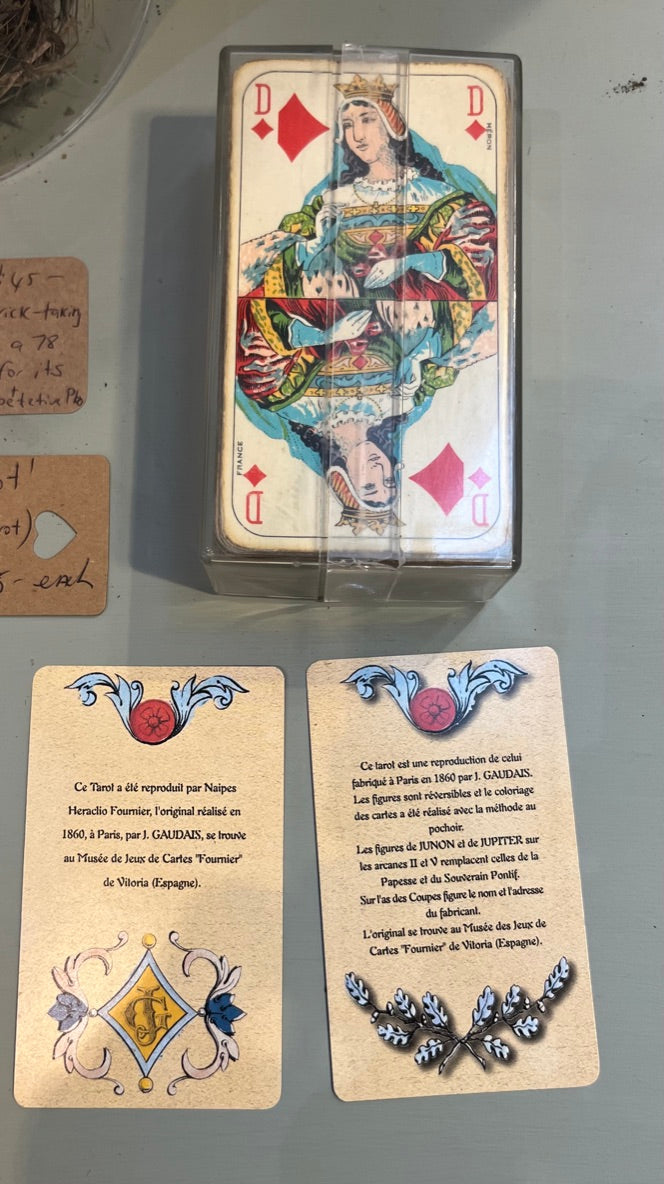 D
D
HÉRON
FRANCE
D
D
45 -
trick-taking
a 78
for its
ot'
5- each
Ce Tarot a été reproduit par Naipes
Heraclio Fournier, l'original réalisé en
1860, à Paris, par J. GAUDAIS, se trouve
au Musée de Jeux de Cartes "Fournier"
de Vitoria (Espagne).
Ce tarot est une reproduction de celui
fabriqué à Paris en 1860 par J. GAUDAIS.
Les figures sont réversibles et le coloriage
des cartes a été réalisé avec la méthode au
pochoir.
Les figures de JUNON et de JUPITER sur
les arcanes II et V remplacent celles de la
Papesse et du Souverain Pontif.
Sur l'as des Coupes figure le nom et l'adresse
du fabricant.
L'original se trouve au Musée des Jeux de
Cartes "Fournier" de Vitoria (Espagne).